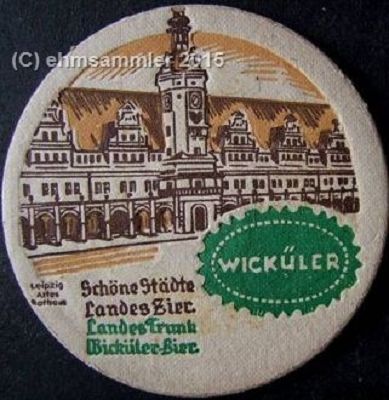 (C) ehmsammler 2015
WICKÜLER
Leipzig
Altes
Rathaus
Schöne Städte
Landes Zier.
Landes Trunk
Wicküler-Bier.